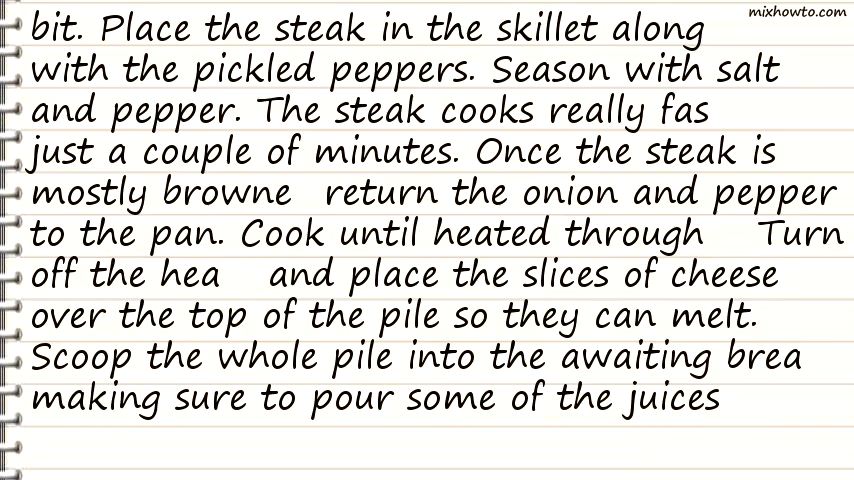 mixhowto.com
bit. Place the steak in the skillet along
with the pickled peppers. Season with salt
and pepper. The steak cooks really fas
just a couple of minutes. Once the steak is
mostly browne return the onion and pepper
to the pan. Cook until heated through Turn
off the hea and place the slices of cheese
over the top of the pile so they can melt.
Scoop the whole pile into the awaiting brea
making sure to pour some of the juices